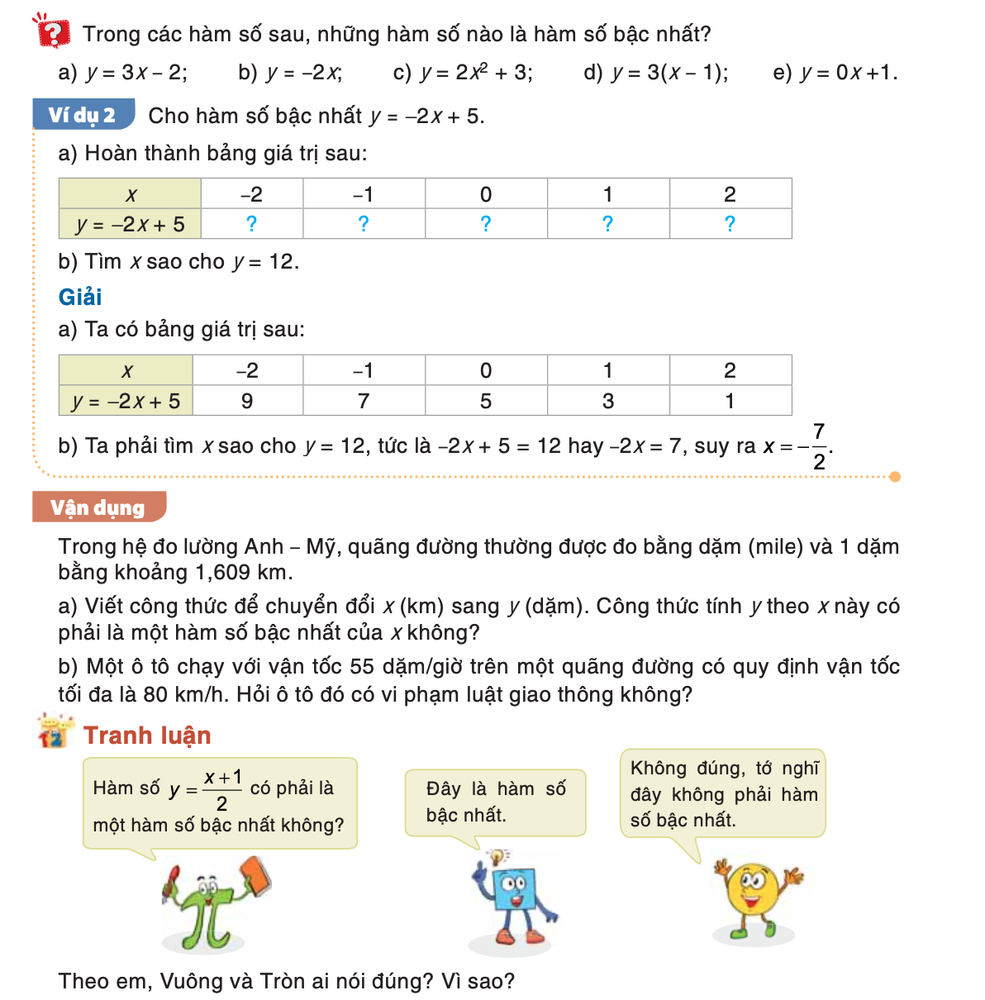 Trong các hàm số sau, những hàm số nào là hàm số bậc nhất?
a) y = 3x – 2; b) y = –2x; c) y = 2x² + 3; d) y = 3(x – 1); e) y = 0x +1.
Ví dụ 2 Cho hàm số bậc nhất y = –2x + 5.
a) Hoàn thành bảng giá trị sau:
x –2 –1 0 1 2
y = –2x + 5 ? ? ? ? ?
b) Tìm x sao cho y = 12.
Giải
a) Ta có bảng giá trị sau:
x –2 –1 0 1 2
y = –2x + 5 9 7 5 3 1
b) Ta phải tìm x sao cho y = 12, tức là –2x + 5 = 12 hay –2x = 7, suy ra x = –7/2.
Vận dụng
Trong hệ đo lường Anh – Mỹ, quãng đường thường được đo bằng dặm (mile) và 1 dặm
bằng khoảng 1,609 km.
a) Viết công thức để chuyển đổi x (km) sang y (dặm). Công thức tính y theo x này có
phải là một hàm số bậc nhất của x không?
b) Một ô tô chạy với vận tốc 55 dặm/giờ trên một quãng đường có quy định vận tốc
tối đa là 80 km/h. Hỏi ô tô đó có vi phạm luật giao thông không?
Tranh luận
Hàm số y = (x+1)/2 có phải là
một hàm số bậc nhất không?
Đây là hàm số
bậc nhất.
Không đúng, tớ nghĩ
đây không phải hàm
số bậc nhất.
Theo em, Vuông và Tròn ai nói đúng? Vì sao?